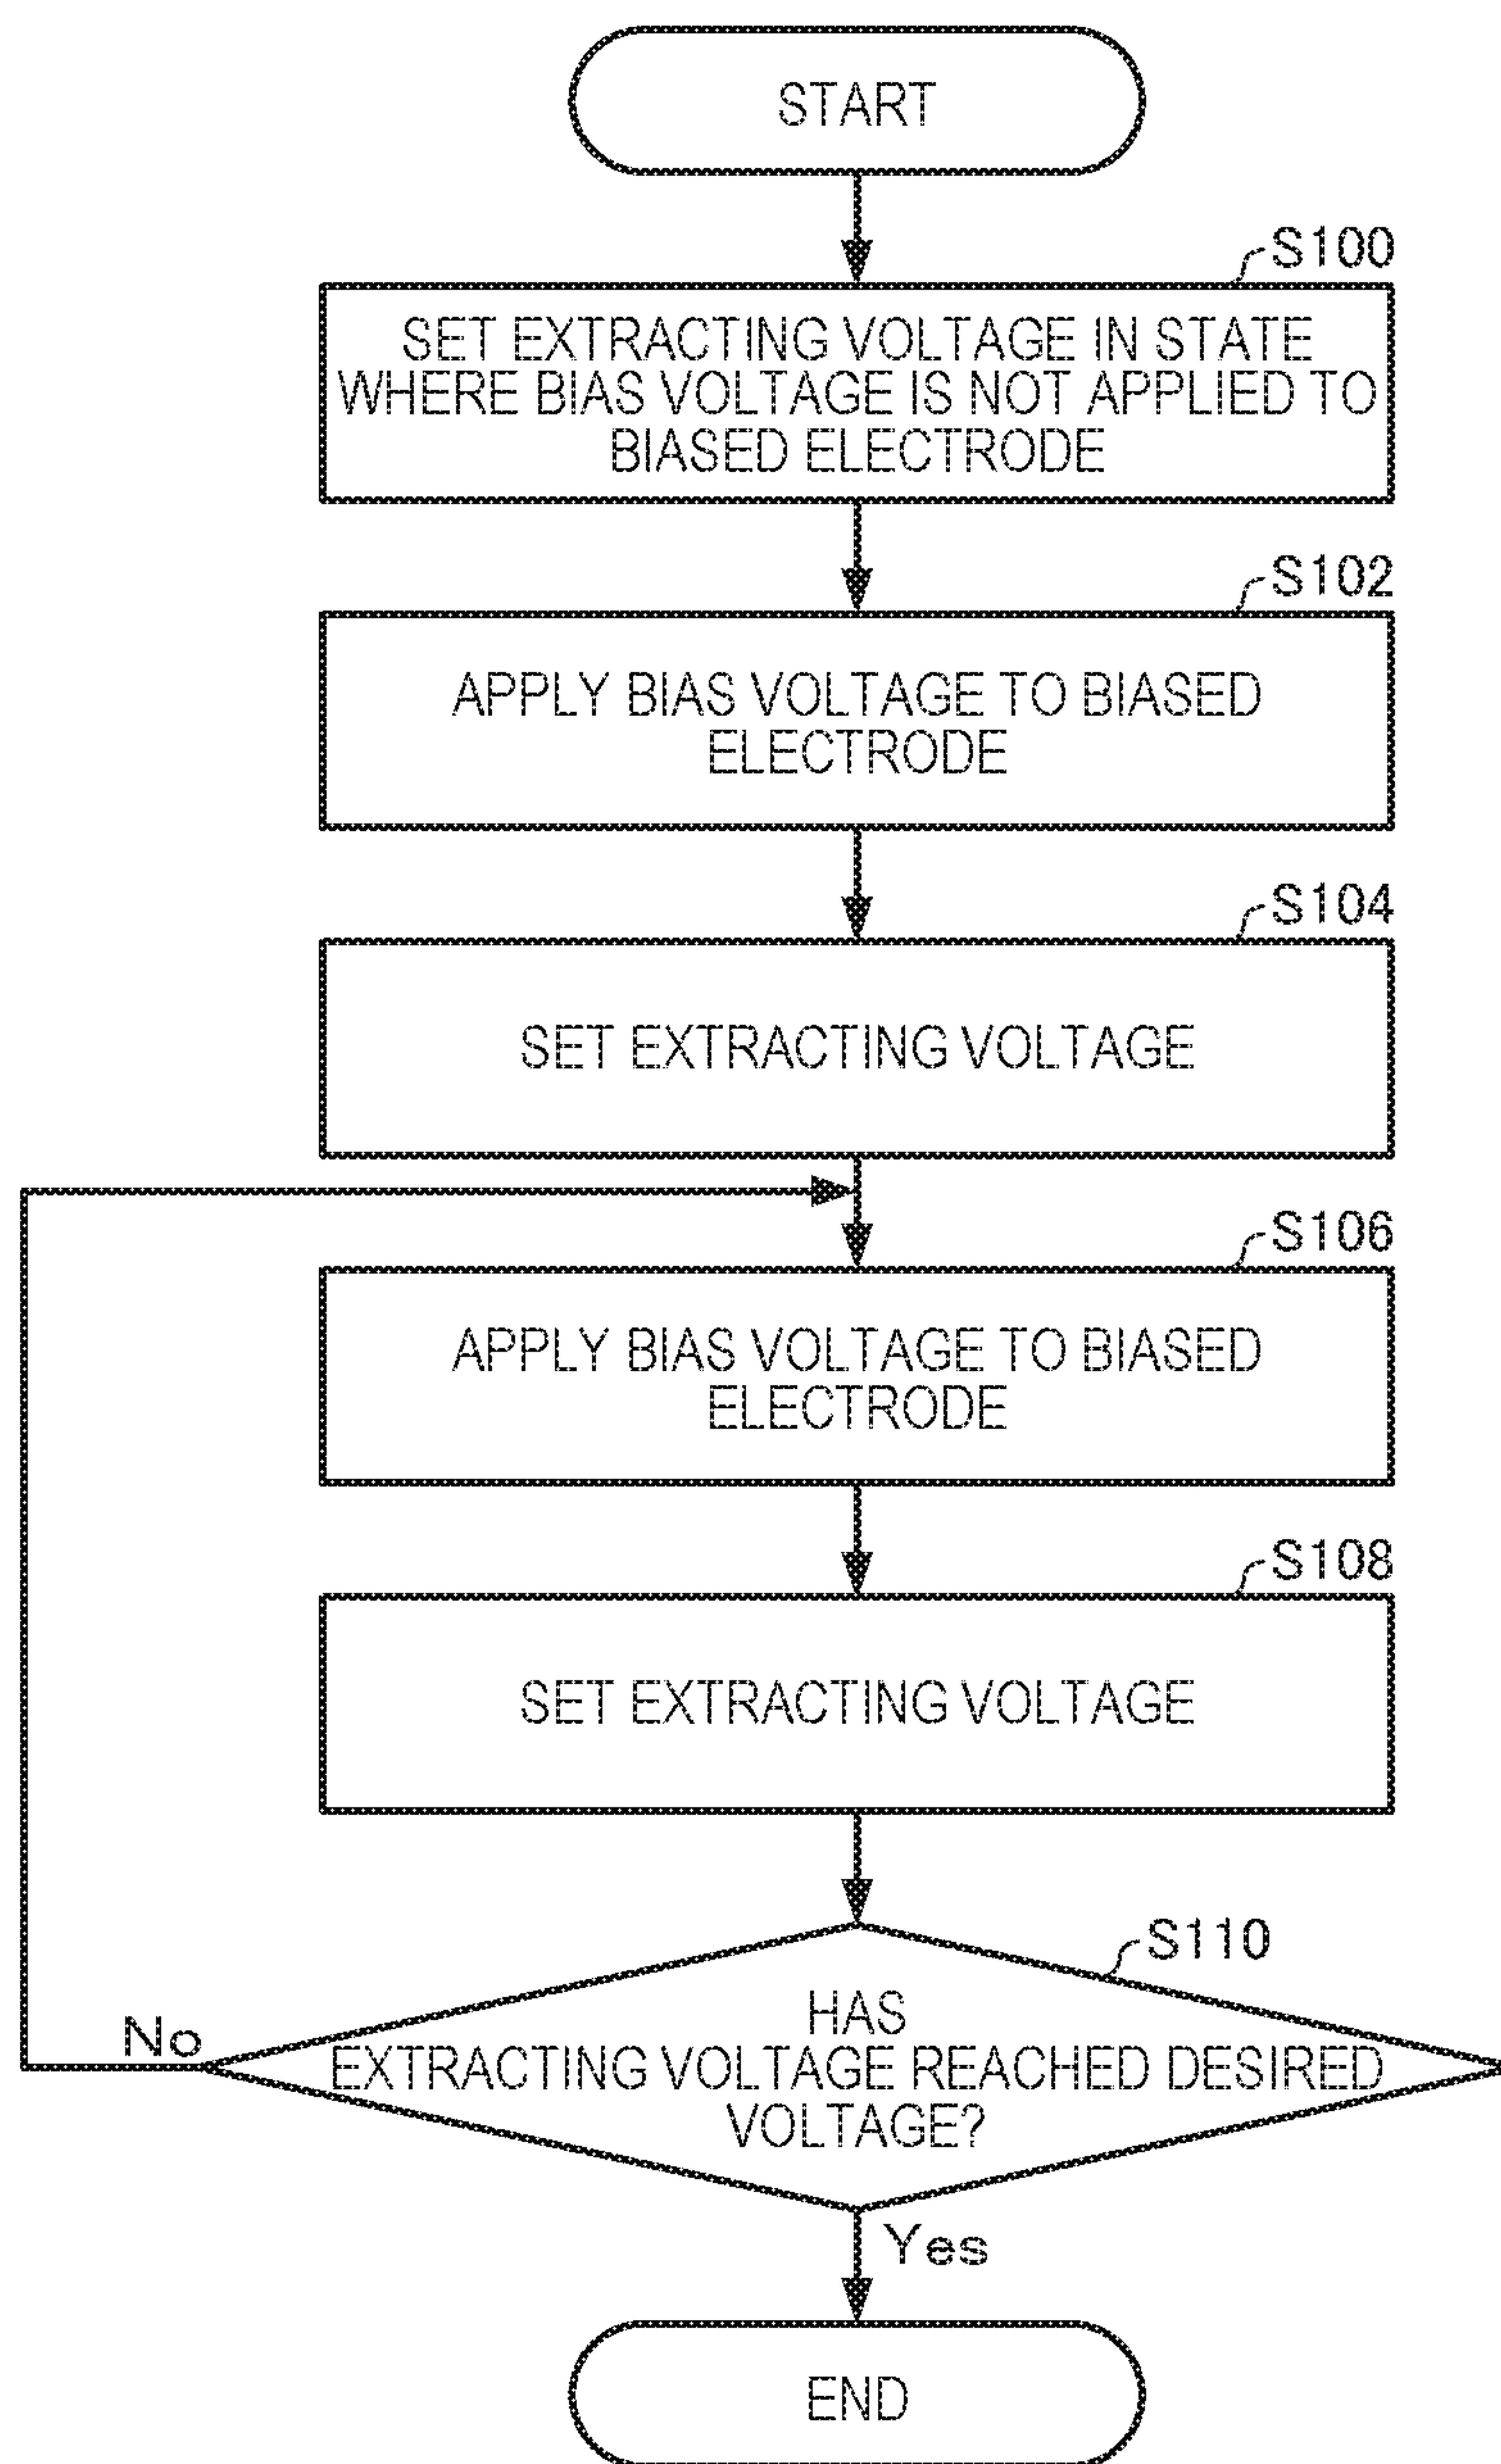 START
S100
SET EXTRACTING VOLTAGE IN STATE
WHERE BIAS VOLTAGE IS NOT APPLIED TO
BIASED ELECTRODE
S102
APPLY BIAS VOLTAGE TO BIASED
ELECTRODE
S104
SET EXTRACTING VOLTAGE
S106
APPLY BIAS VOLTAGE TO BIASED
ELECTRODE
S108
SET EXTRACTING VOLTAGE
S110
HAS
EXTRACTING VOLTAGE REACHED DESIRED
VOLTAGE?
No
Yes
END